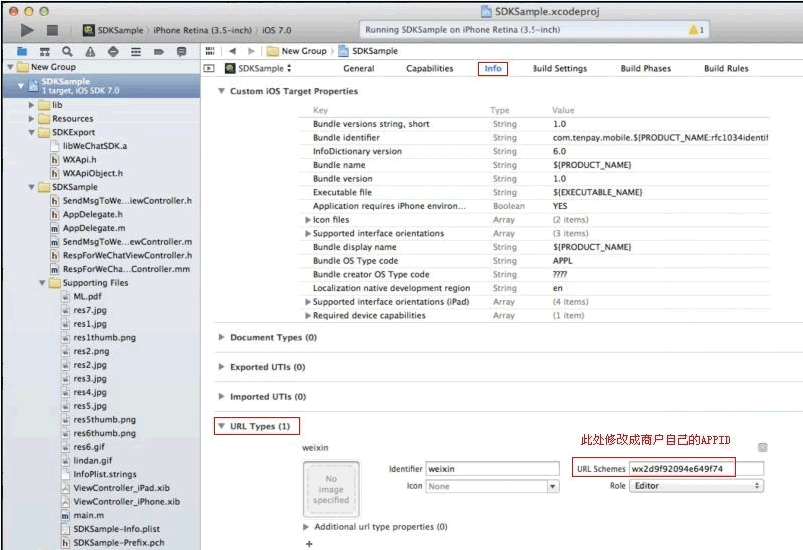 SDKSample.xcodeproj
SDKSample iPhone Retina (3.5-inch) iOS 7.0
Running SDKSample on iPhone Retina (3.5-inch)
1
New Group SDKSample
New Group
SDKSample
1 target, iOS SDK 7.0
lib
Resources
SDKExport
libWeChatSDK.a
WXApi.h
WXApiObject.h
SDKSample
SendMsgToWe...iewController.h
AppDelegate.h
AppDelegate.m
SendMsgToWe...ewController.m
RespForWeChatViewController.h
RespForWeCha...Controller.mm
Supporting Files
ML.pdf
res7.jpg
res1.jpg
res1thumb.png
res2.png
res2.jpg
res3.jpg
res4.jpg
res5.jpg
res5thumb.png
res6thumb.png
res6.gif
lindan.gif
InfoPlist.strings
ViewController_iPad.xib
ViewController_iPhone.xib
main.m
SDKSample-Info.plist
SDKSample-Prefix.pch
SDKSample General Capabilities Info Build Settings Build Phases Build Rules
Custom iOS Target Properties
Key Type Value
Bundle versions string, short String 1.0
Bundle identifier String com.tenpay.mobile.${PRODUCT_NAME:rfc1034identif
InfoDictionary version String 6.0
Bundle name String ${PRODUCT_NAME}
Bundle version String 1.0
Executable file String ${EXECUTABLE_NAME}
Application requires iPhone environ... Boolean YES
Icon files Array (2 items)
Supported interface orientations Array (3 items)
Bundle display name String ${PRODUCT_NAME}
Bundle OS Type code String APPL
Bundle creator OS Type code String ????
Localization native development region String en
Supported interface orientations (iPad) Array (4 items)
Required device capabilities Array (1 item)
Document Types (0)
Exported UTIs (0)
Imported UTIs (0)
URL Types (1)
此处修改成商户自己的APPID
weixin
No image specified
Identifier weixin URL Schemes wx2d9f92094e649f74
Icon None Role Editor
Additional url type properties (0)
+